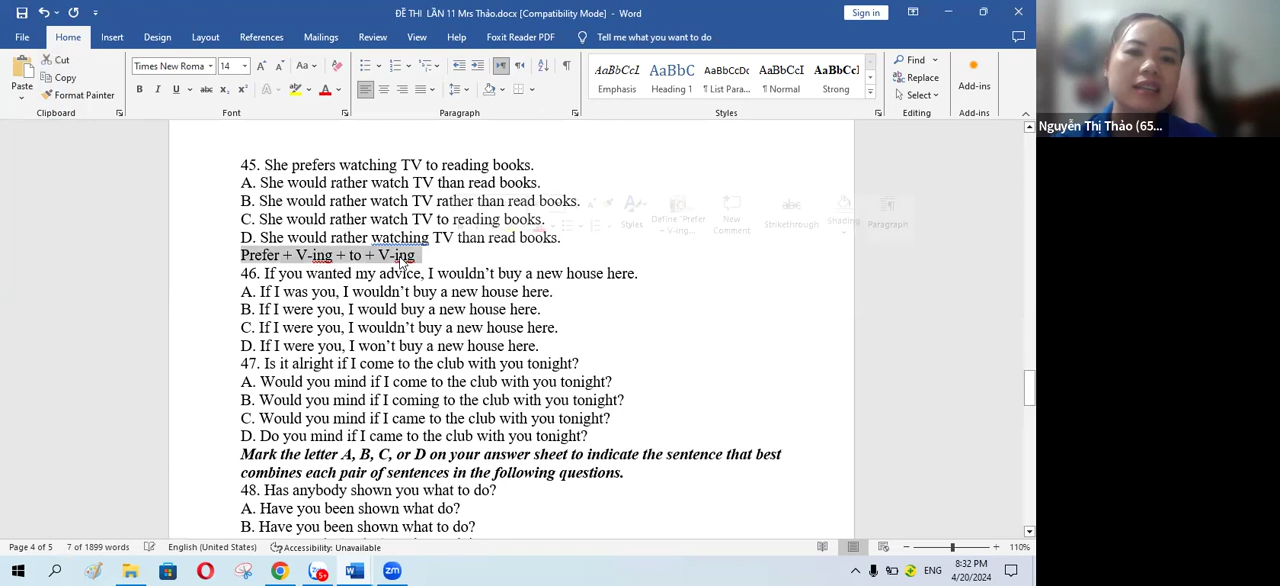 ĐỀ THI LẦN 11 Mrs Thảo.docx [Compatibility Mode] - Word
Sign in
File Home Insert Design Layout References Mailings Review View Help Foxit Reader PDF Tell me what you want to do
Paste
Cut
Copy
Format Painter
Clipboard
Times New Roma 14
Font
Paragraph
Emphasis
Heading 1
¶ List Para...
¶ Normal
Strong
Styles
Find
Replace
Select
Editing
Add-ins
Add-ins
Nguyễn Thị Thảo (65...
45. She prefers watching TV to reading books.
A. She would rather watch TV than read books.
B. She would rather watch TV rather than read books.
C. She would rather watch TV to reading books.
D. She would rather watching TV than read books.
Prefer + V-ing + to + V-ing
Styles
Define "Prefer + V-ing...
New Comment
Strikethrough
Shading
Paragraph
46. If you wanted my advice, I wouldn't buy a new house here.
A. If I was you, I wouldn't buy a new house here.
B. If I were you, I would buy a new house here.
C. If I were you, I wouldn't buy a new house here.
D. If I were you, I won't buy a new house here.
47. Is it alright if I come to the club with you tonight?
A. Would you mind if I come to the club with you tonight?
B. Would you mind if I coming to the club with you tonight?
C. Would you mind if I came to the club with you tonight?
D. Do you mind if I came to the club with you tonight?
Mark the letter A, B, C, or D on your answer sheet to indicate the sentence that best
combines each pair of sentences in the following questions.
48. Has anybody shown you what to do?
A. Have you been shown what to do?
B. Have you been shown what to do?
Page 4 of 5 7 of 1899 words English (United States) Accessibility: Unavailable 110%
ENG
8:32 PM
4/20/2024